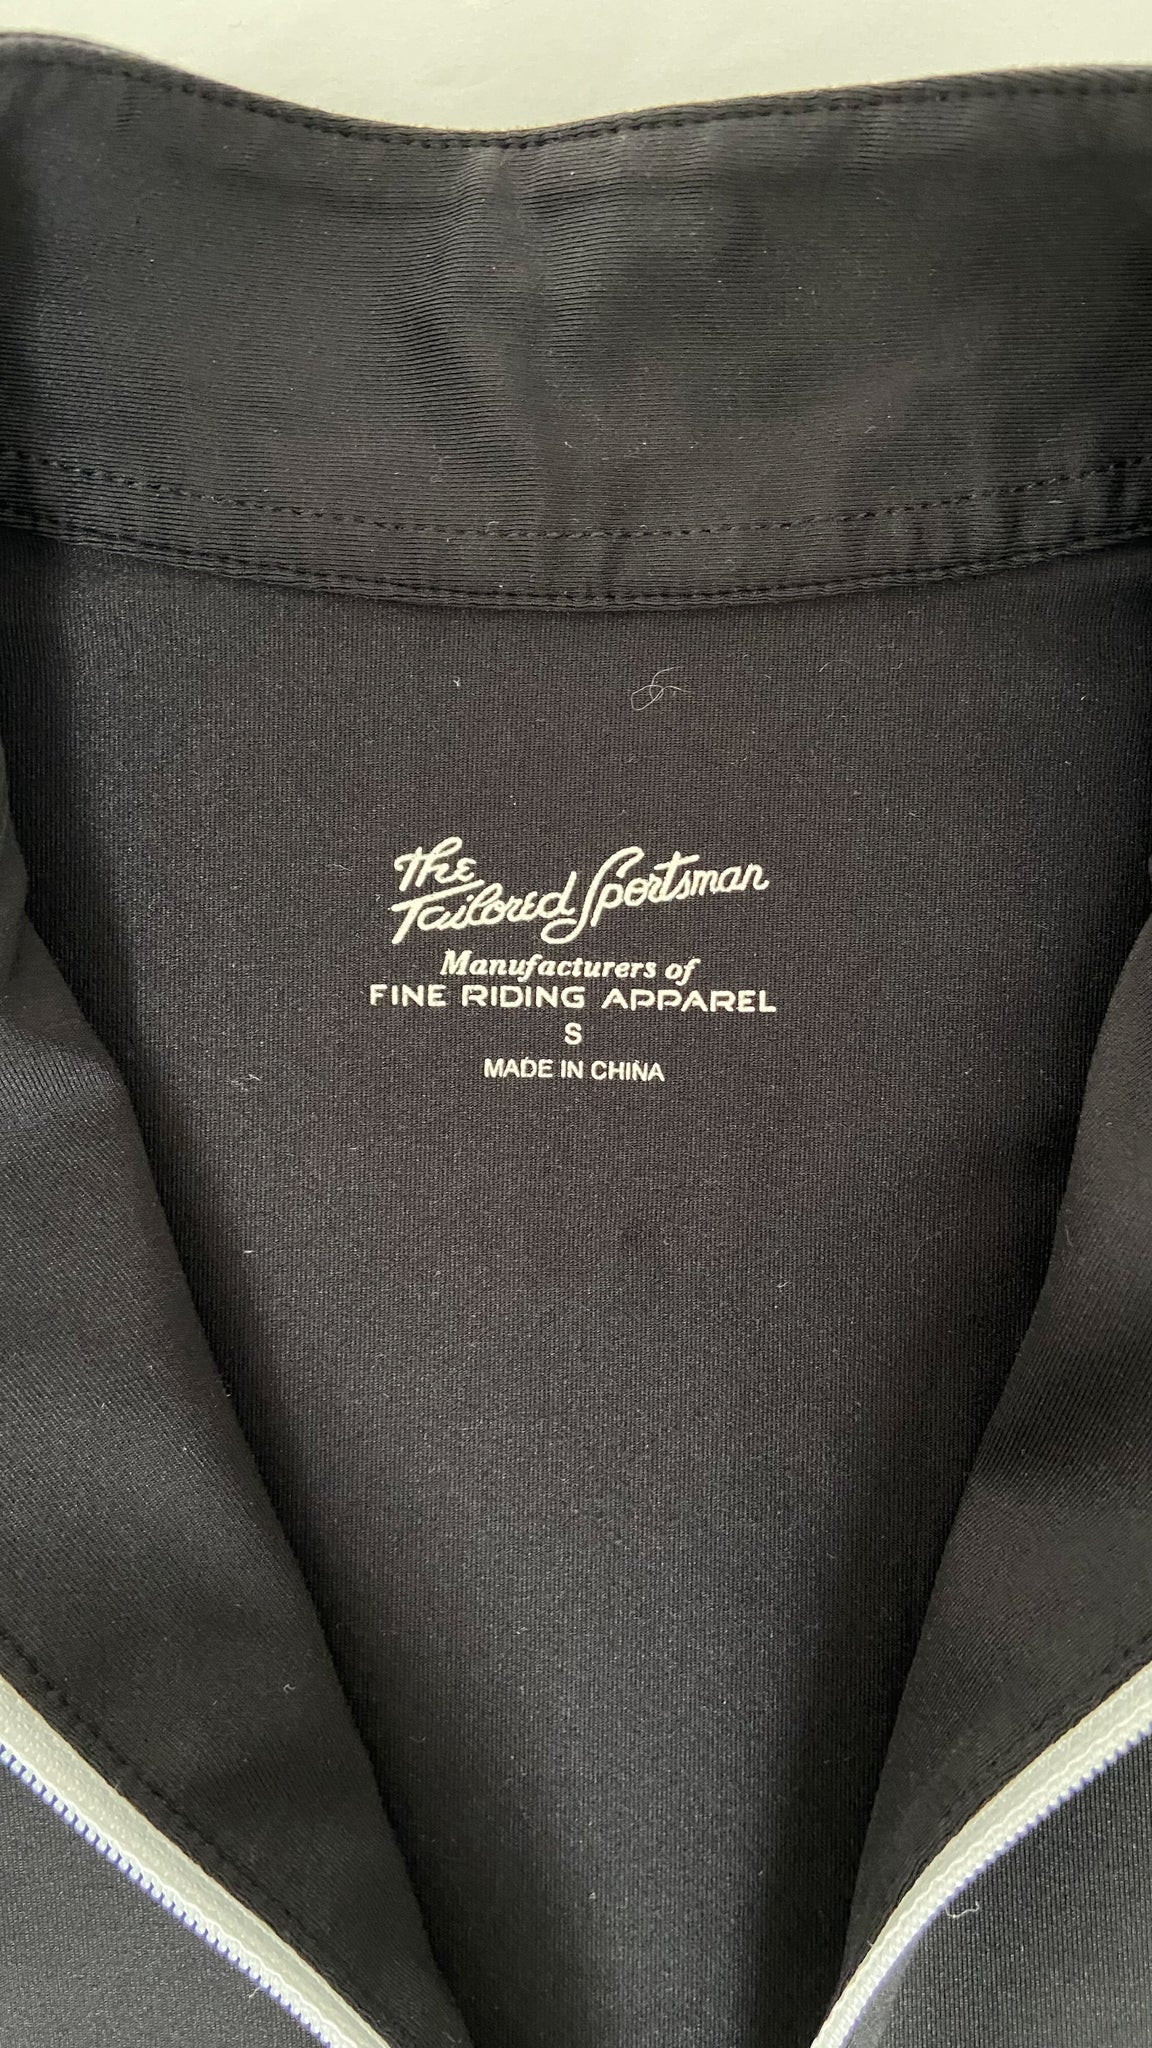 The
Tailored Sportsman
Manufacturers of
FINE RIDING APPAREL
S
MADE IN CHINA